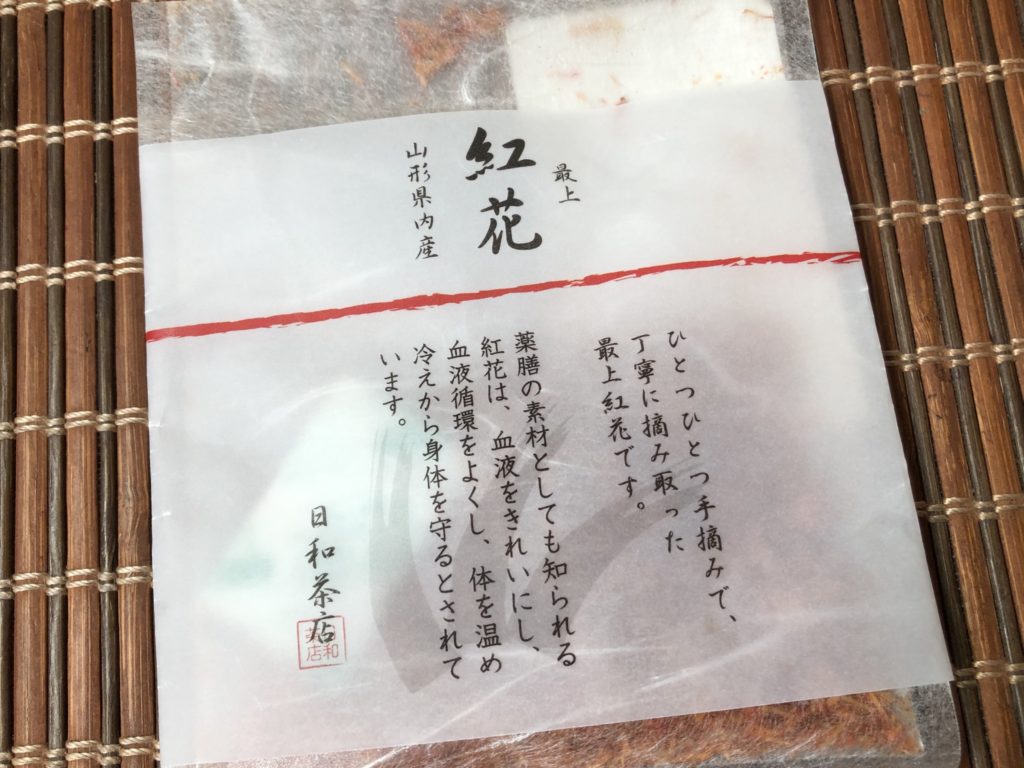 最上
紅花
山形県内産
ひとつひとつ手摘みで、
丁寧に摘み取った
最上紅花です。
薬膳の素材としても知られる
紅花は、血液をきれいにし、
血液循環をよくし、体を温め
冷えから身体を守るとされて
います。
日和茶店